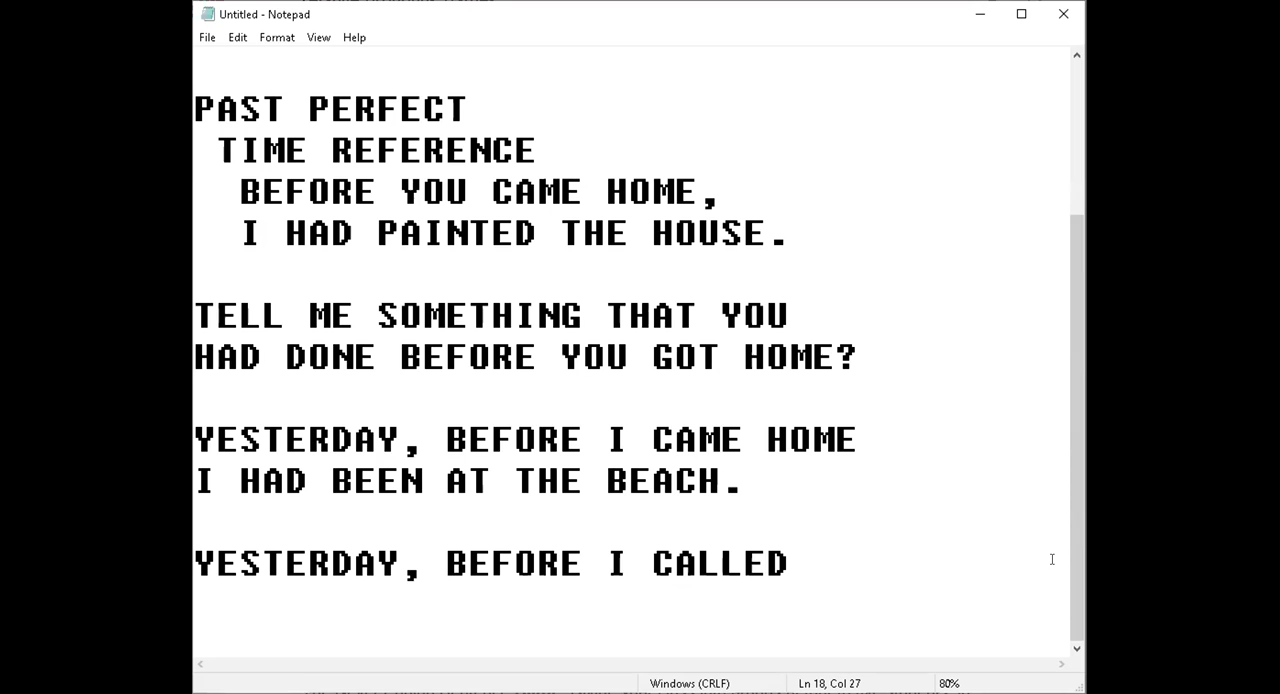 Untitled - Notepad
File Edit Format View Help
PAST PERFECT
TIME REFERENCE
BEFORE YOU CAME HOME,
I HAD PAINTED THE HOUSE.
TELL ME SOMETHING THAT YOU
HAD DONE BEFORE YOU GOT HOME?
YESTERDAY, BEFORE I CAME HOME
I HAD BEEN AT THE BEACH.
YESTERDAY, BEFORE I CALLED
Windows (CRLF) Ln 18, Col 27 80%